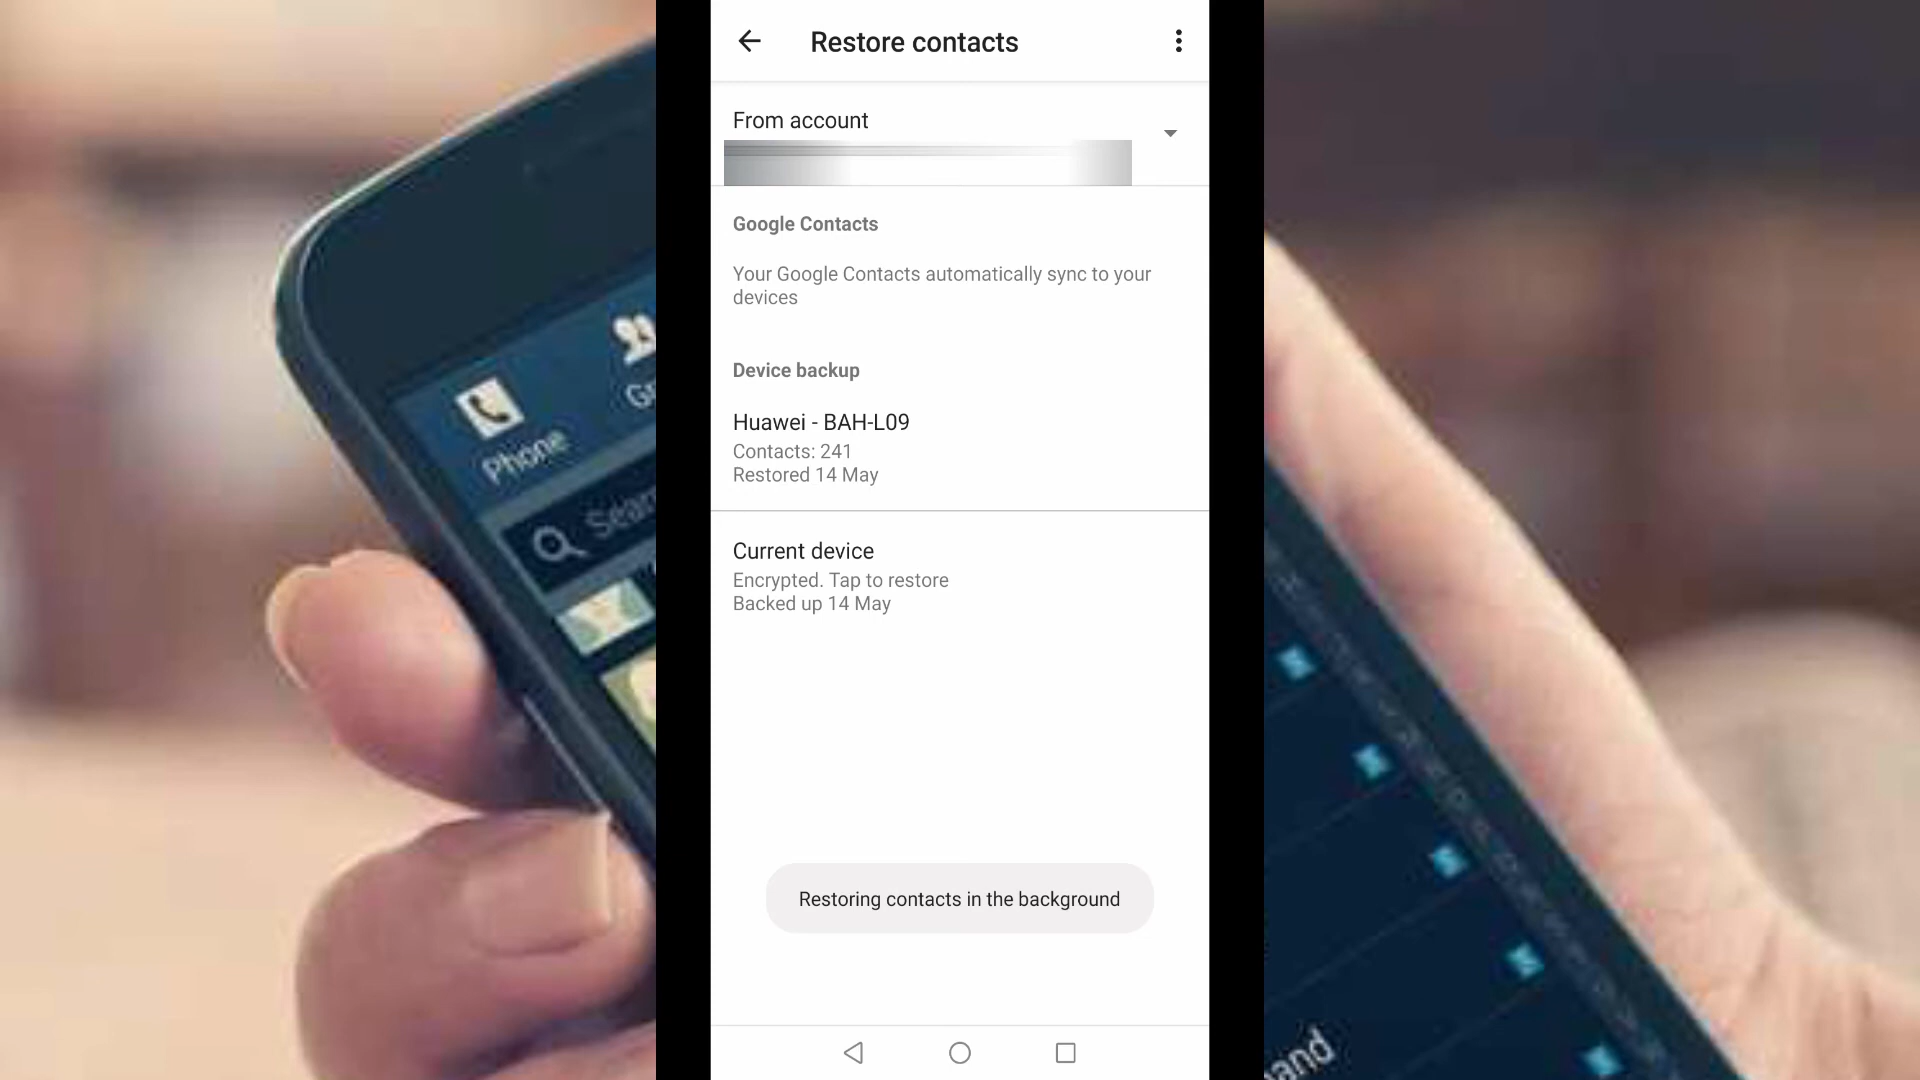 Restore contacts
From account
Google Contacts
Your Google Contacts automatically sync to your
devices
Device backup
Huawei - BAH-L09
Contacts: 241
Restored 14 May
Current device
Encrypted. Tap to restore
Backed up 14 May
Restoring contacts in the background
Phone